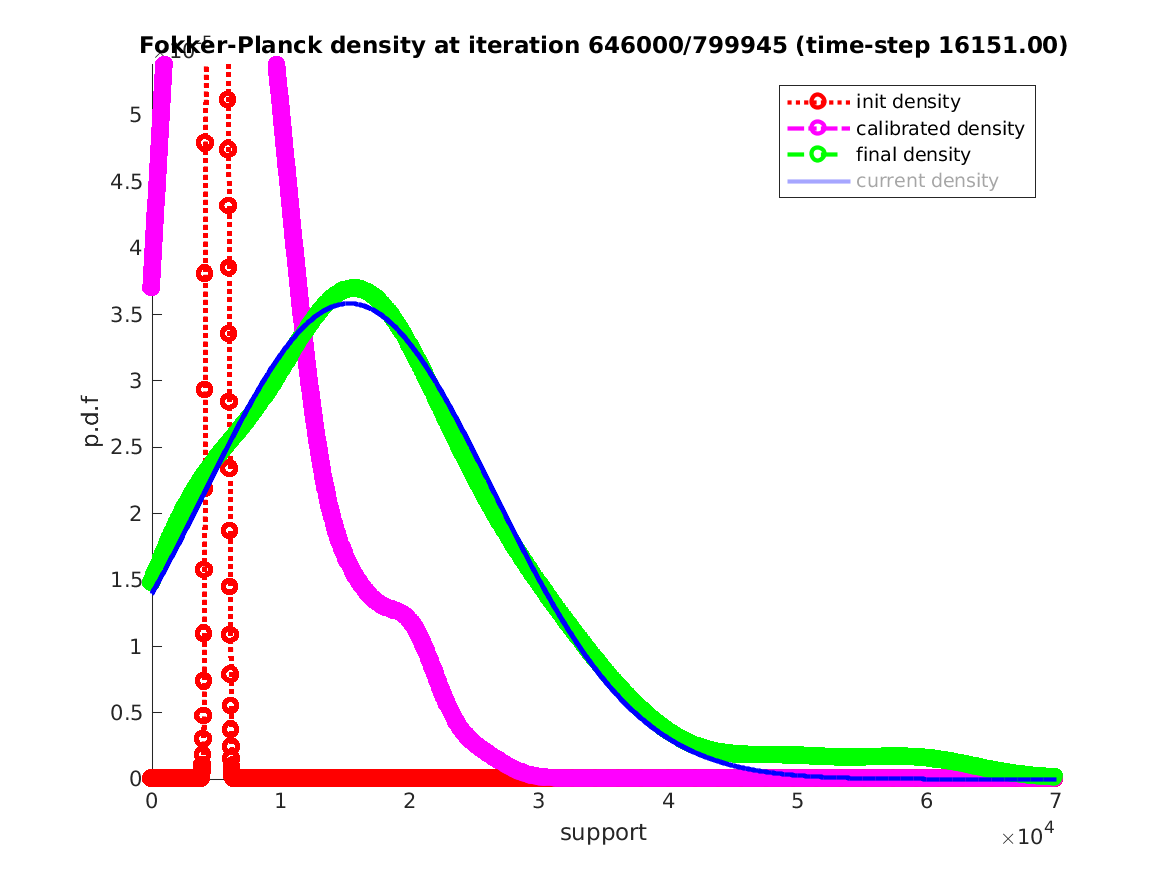 Fokker-Planck density at iteration 646000/799945 (time-step 16151.00)
×10⁻⁵
init density
calibrated density
final density
current density
5
4.5
4
3.5
3
2.5
2
1.5
1
0.5
0
p.d.f
0 1 2 3 4 5 6 7
support
×10⁴